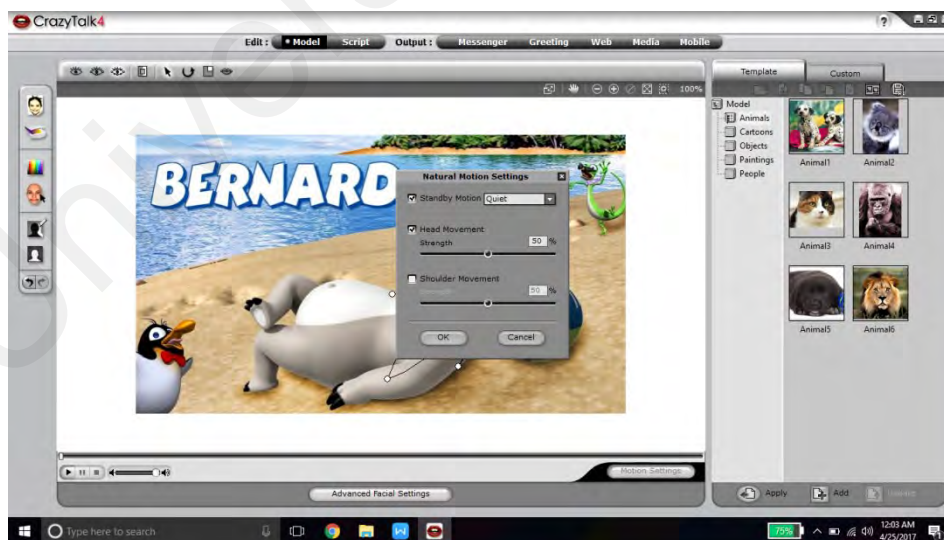 CrazyTalk4
?
Edit : • Model Script Output : Messenger Greeting Web Media Mobile
Template Custom
100%
Model
Animals
Cartoons
Objects
Paintings
People
Animal1 Animal2
Animal3 Animal4
Animal5 Animal6
BERNARD
Natural Motion Settings
Standby Motion Quiet
Head Movement
Strength 50 %
Shoulder Movement
50 %
OK Cancel
Motion Settings
Advanced Facial Settings
Apply Add
Type here to search
75%
12:03 AM
4/25/2017